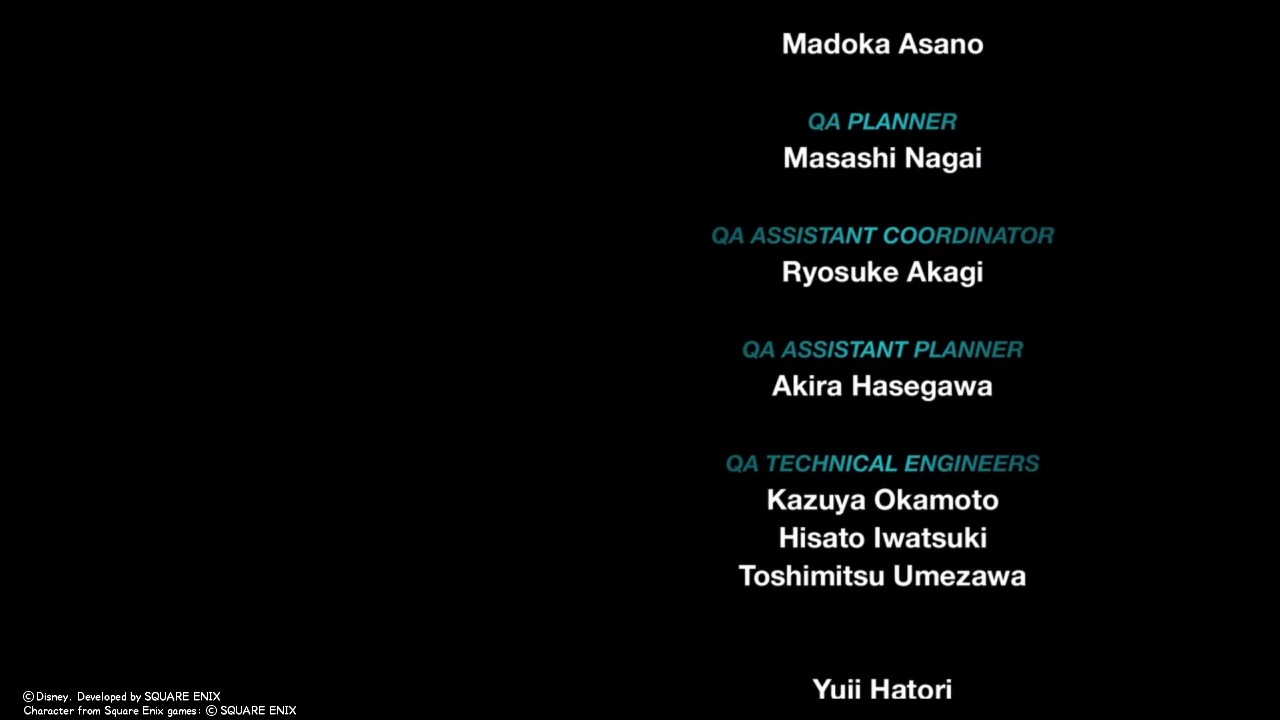 Madoka Asano
QA PLANNER
Masashi Nagai
QA ASSISTANT COORDINATOR
Ryosuke Akagi
QA ASSISTANT PLANNER
Akira Hasegawa
QA TECHNICAL ENGINEERS
Kazuya Okamoto
Hisato Iwatsuki
Toshimitsu Umezawa
Yuii Hatori
©Disney. Developed by SQUARE ENIX
Character from Square Enix games: © SQUARE ENIX